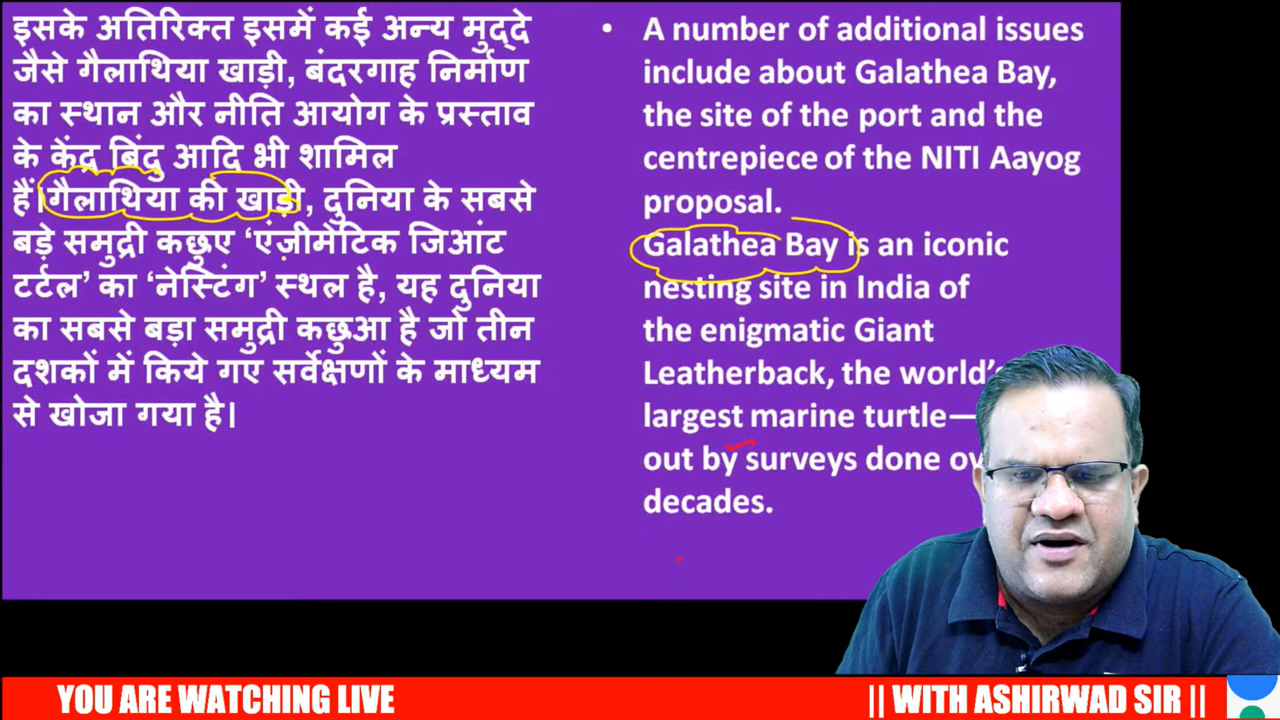 इसके अतिरिक्त इसमें कई अन्य मुद्दे
जैसे गैलाथिया खाड़ी, बंदरगाह निर्माण
का स्थान और नीति आयोग के प्रस्ताव
के केंद्र बिंदु आदि भी शामिल
हैं।गैलाथिया की खाड़ी, दुनिया के सबसे
बड़े समुद्री कछुए ‘एंज़ीमेटिक जिआंट
टर्टल’ का ‘नेस्टिंग’ स्थल है, यह दुनिया
का सबसे बड़ा समुद्री कछुआ है जो तीन
दशकों में किये गए सर्वेक्षणों के माध्यम
से खोजा गया है।
• A number of additional issues
include about Galathea Bay,
the site of the port and the
centrepiece of the NITI Aayog
proposal.
Galathea Bay is an iconic
nesting site in India of
the enigmatic Giant
Leatherback, the world’s
largest marine turtle—
out by surveys done
decades.
YOU ARE WATCHING LIVE
|| WITH ASHIRWAD SIR ||